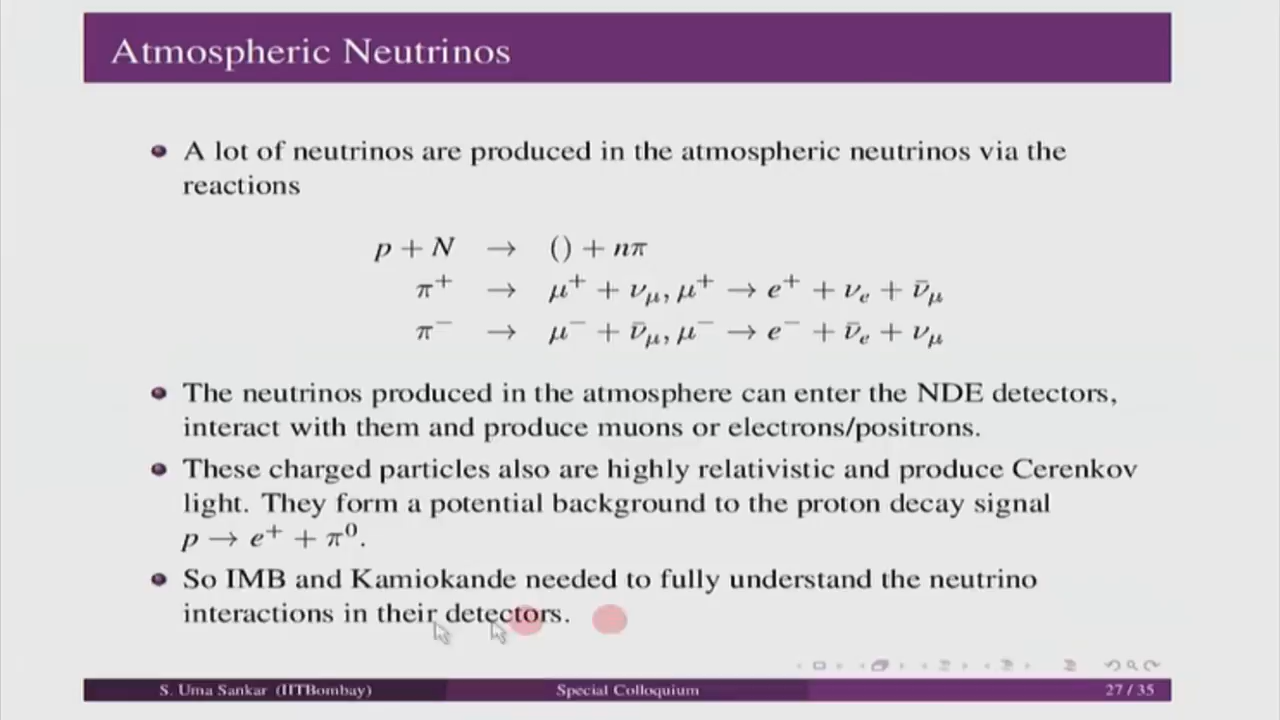 Atmospheric Neutrinos
A lot of neutrinos are produced in the atmospheric neutrinos via the
reactions
p + N → () + nπ
π⁺ → μ⁺ + ν_μ, μ⁺ → e⁺ + ν_e + ν̄_μ
π⁻ → μ⁻ + ν̄_μ, μ⁻ → e⁻ + ν̄_e + ν_μ
The neutrinos produced in the atmosphere can enter the NDE detectors,
interact with them and produce muons or electrons/positrons.
These charged particles also are highly relativistic and produce Cerenkov
light. They form a potential background to the proton decay signal
p → e⁺ + π⁰.
So IMB and Kamiokande needed to fully understand the neutrino
interactions in their detectors.
S. Uma Sankar (IITBombay) Special Colloquium 27 / 35